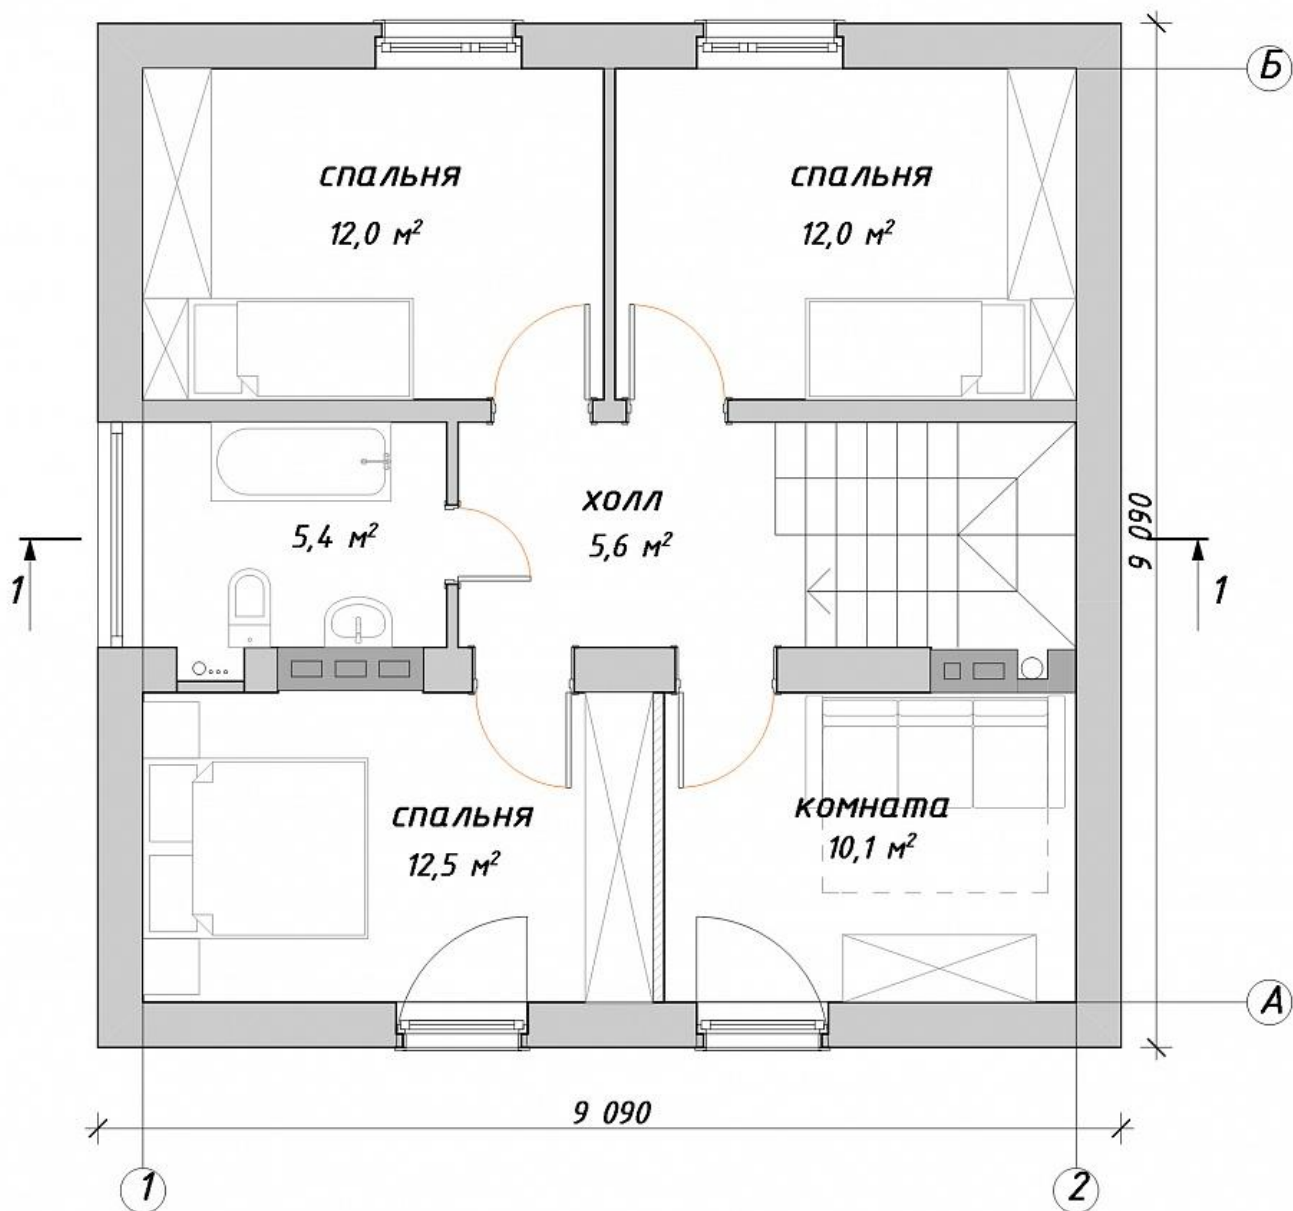 Б
спальня
12,0 м²
спальня
12,0 м²
холл
5,6 м²
5,4 м²
9 090
1
1
спальня
12,5 м²
комната
10,1 м²
А
9 090
1
2